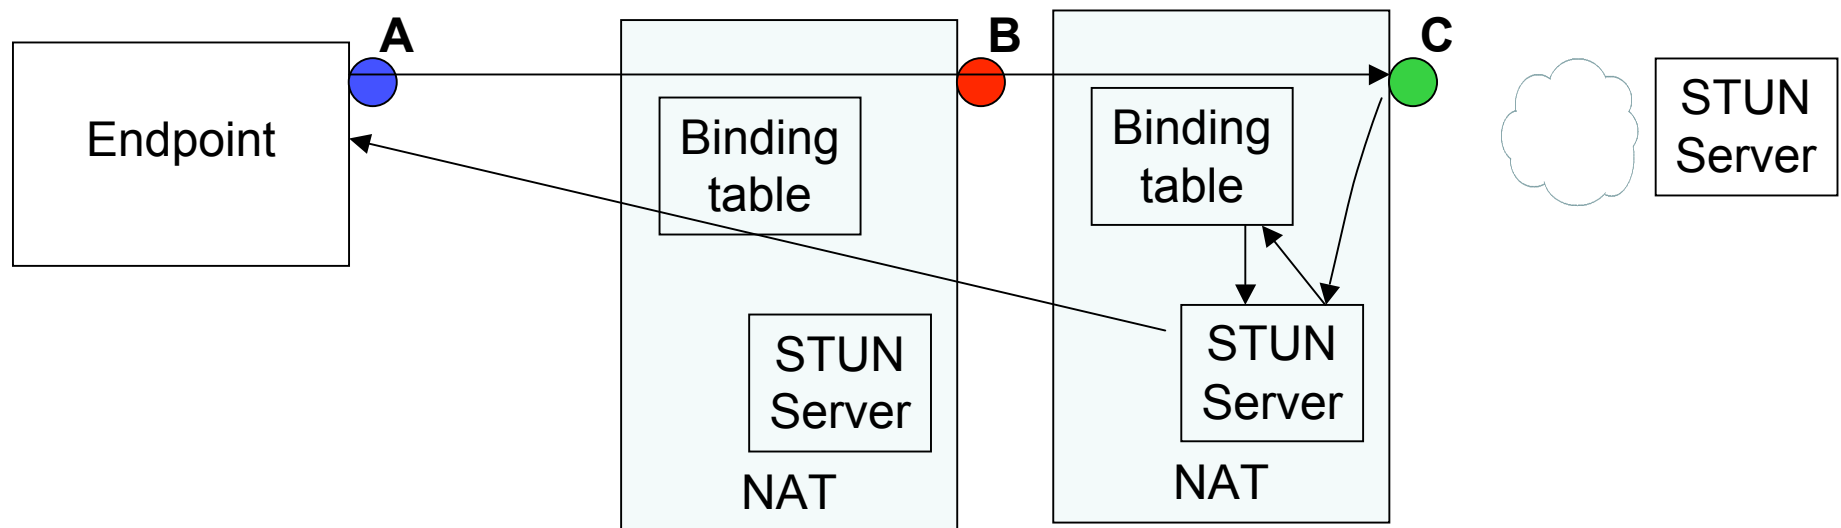 A
B
C
Endpoint
Binding
table
STUN
Server
NAT
Binding
table
STUN
Server
NAT
STUN
Server